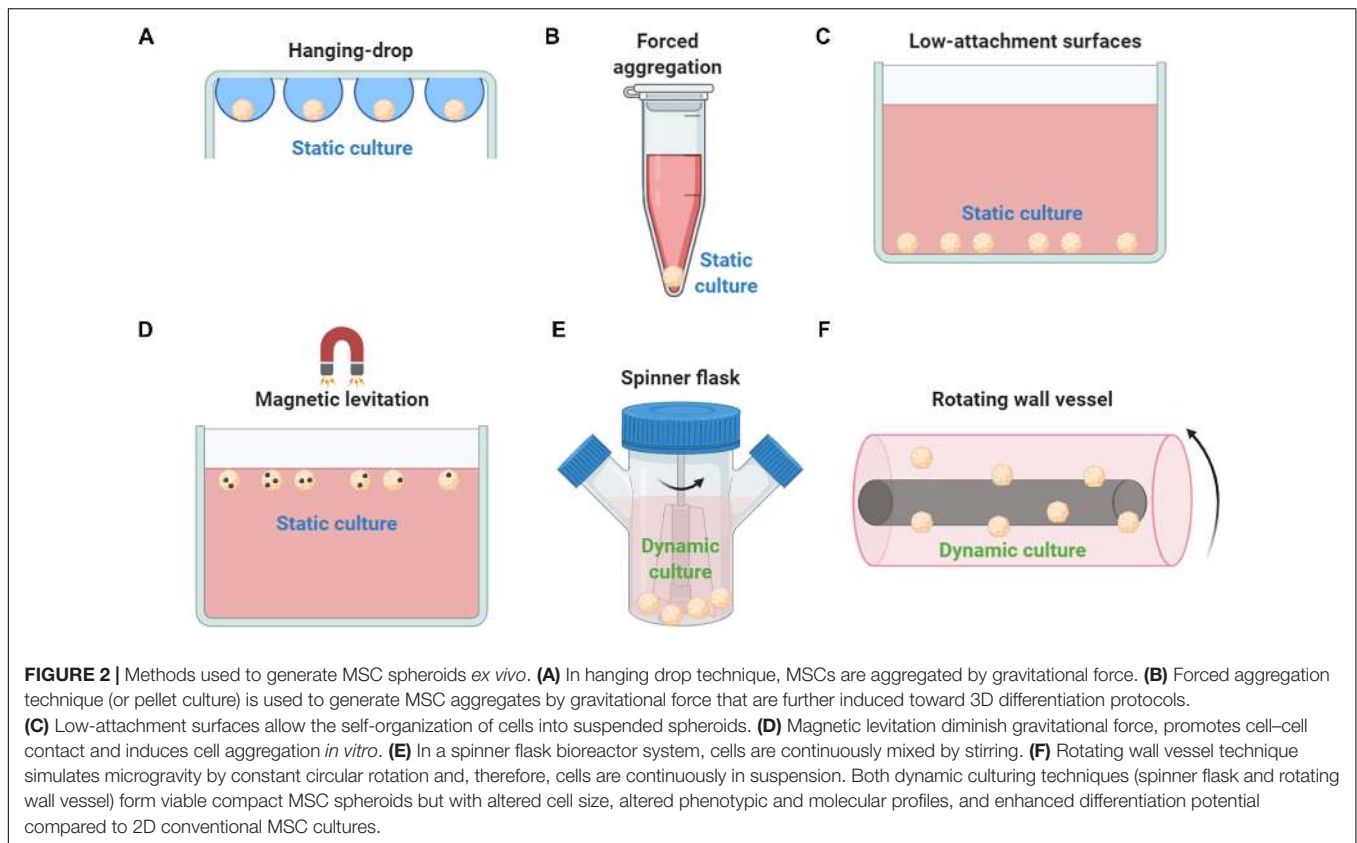 A
Hanging-drop
Static culture
B
Forced
aggregation
Static
culture
C
Low-attachment surfaces
Static culture
D
Magnetic levitation
Static culture
E
Spinner flask
Dynamic
culture
F
Rotating wall vessel
Dynamic culture
FIGURE 2 | Methods used to generate MSC spheroids ex vivo. (A) In hanging drop technique, MSCs are aggregated by gravitational force. (B) Forced aggregation
technique (or pellet culture) is used to generate MSC aggregates by gravitational force that are further induced toward 3D differentiation protocols.
(C) Low-attachment surfaces allow the self-organization of cells into suspended spheroids. (D) Magnetic levitation diminish gravitational force, promotes cell–cell
contact and induces cell aggregation in vitro. (E) In a spinner flask bioreactor system, cells are continuously mixed by stirring. (F) Rotating wall vessel technique
simulates microgravity by constant circular rotation and, therefore, cells are continuously in suspension. Both dynamic culturing techniques (spinner flask and rotating
wall vessel) form viable compact MSC spheroids but with altered cell size, altered phenotypic and molecular profiles, and enhanced differentiation potential
compared to 2D conventional MSC cultures.